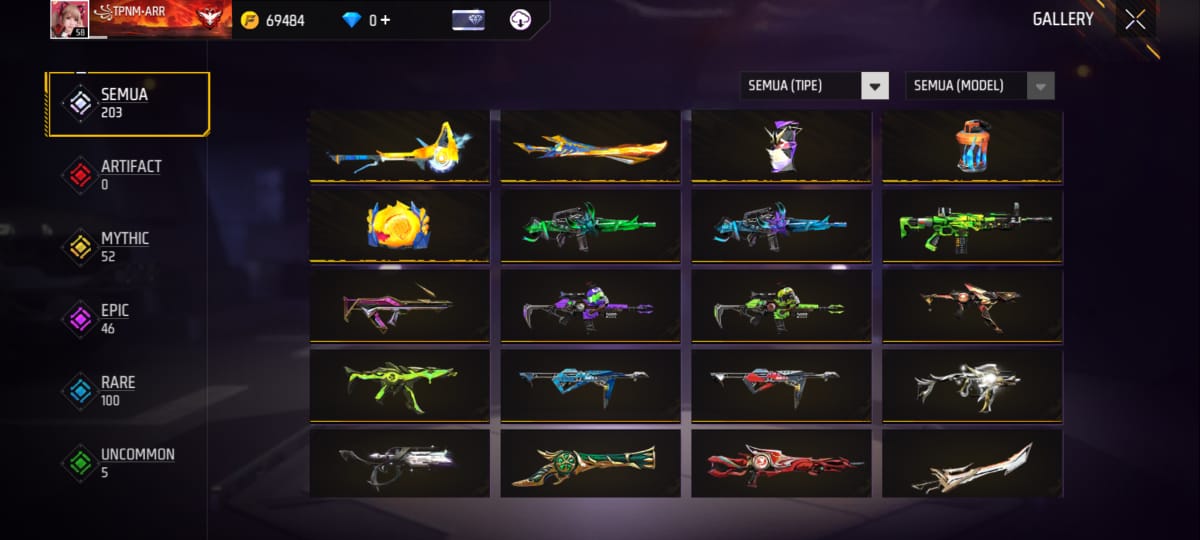 TPNM-ARR
58
69484
0 +
GALLERY
SEMUA (TIPE)
SEMUA (MODEL)
SEMUA
203
ARTIFACT
0
MYTHIC
52
EPIC
46
RARE
100
UNCOMMON
5